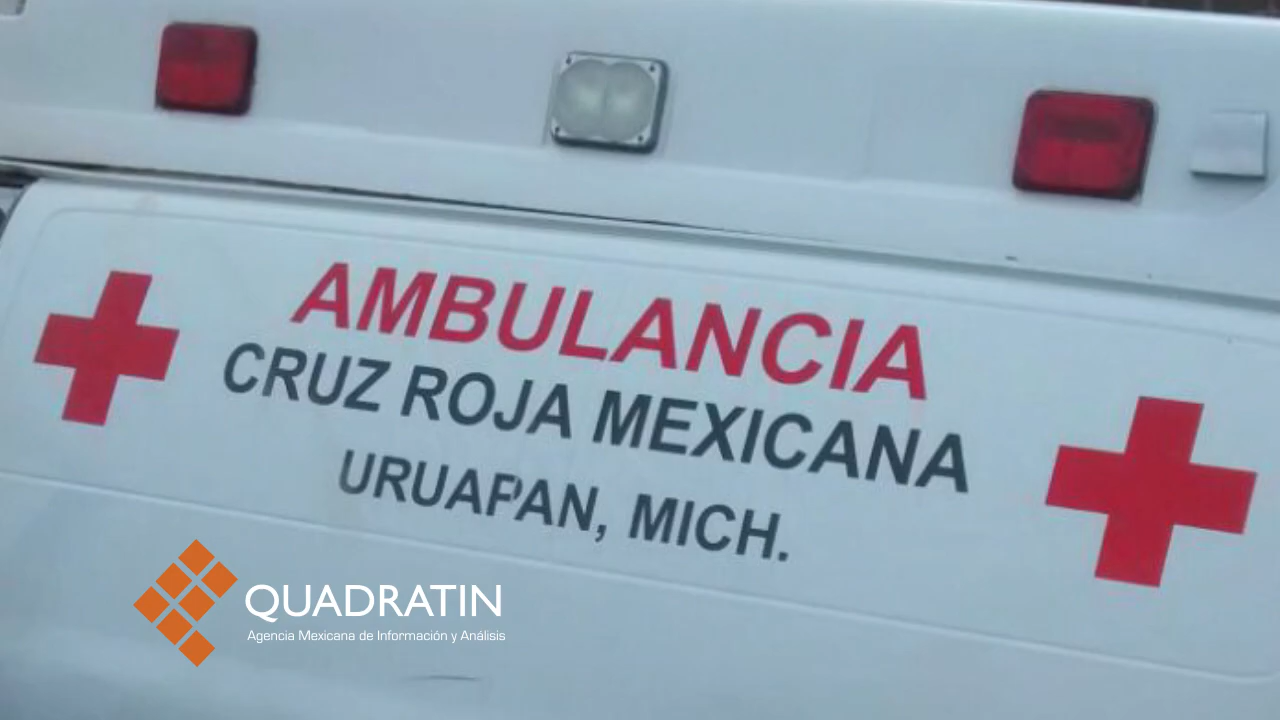 AMBULANCIA
CRUZ ROJA MEXICANA
URUAPAN, MICH.
QUADRATIN
Agencia Mexicana de Información y Análisis